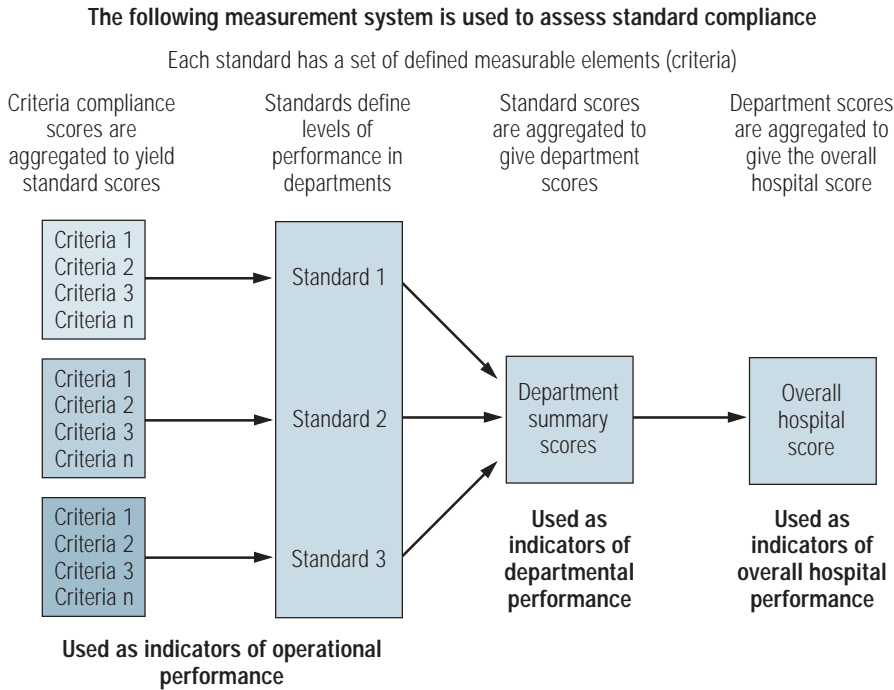 The following measurement system is used to assess standard compliance
Each standard has a set of defined measurable elements (criteria)
Criteria compliance
scores are
aggregated to yield
standard scores
Standards define
levels of
performance in
departments
Standard scores
are aggregated to
give department
scores
Department scores
are aggregated to
give the overall
hospital score
Criteria 1
Criteria 2
Criteria 3
Criteria n
Standard 1
Criteria 1
Criteria 2
Criteria 3
Criteria n
Standard 2
Criteria 1
Criteria 2
Criteria 3
Criteria n
Standard 3
Used as indicators of operational
performance
Department
summary
scores
Used as
indicators of
departmental
performance
Overall
hospital
score
Used as
indicators of
overall hospital
performance